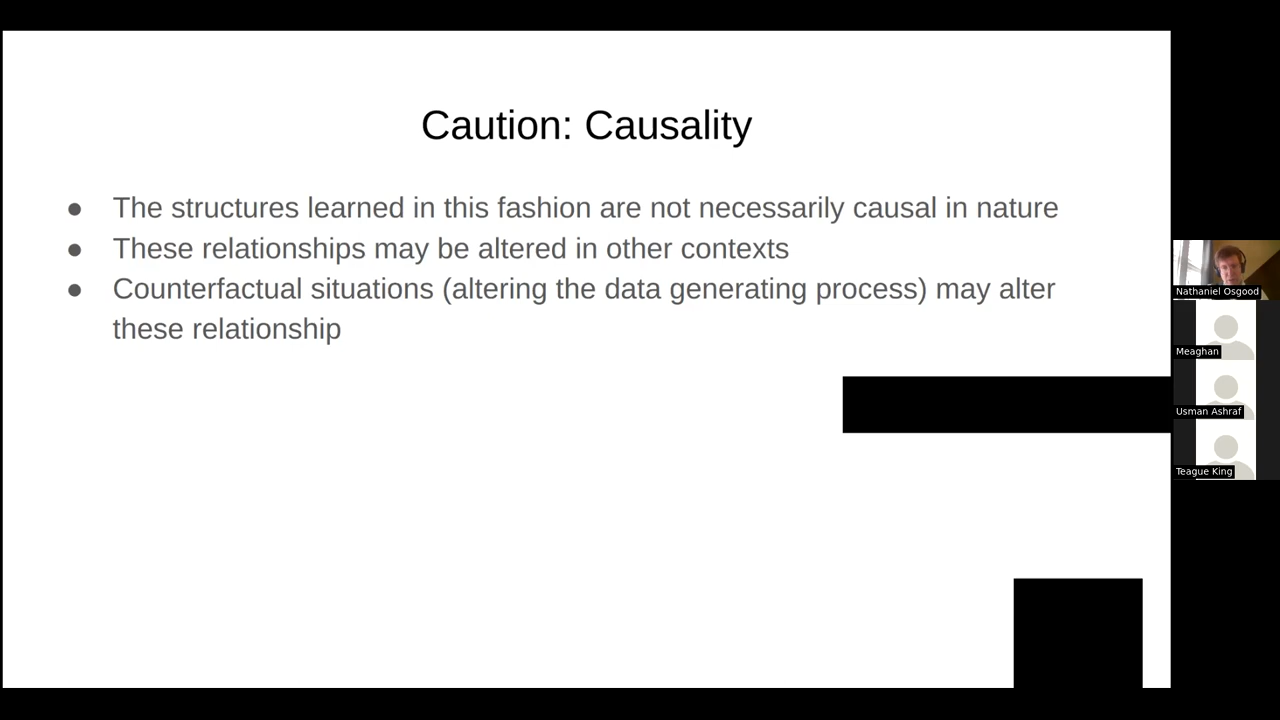 Caution: Causality
● The structures learned in this fashion are not necessarily causal in nature
● These relationships may be altered in other contexts
● Counterfactual situations (altering the data generating process) may alter
these relationship
Nathaniel Osgood
Meaghan
Usman Ashraf
Teague King